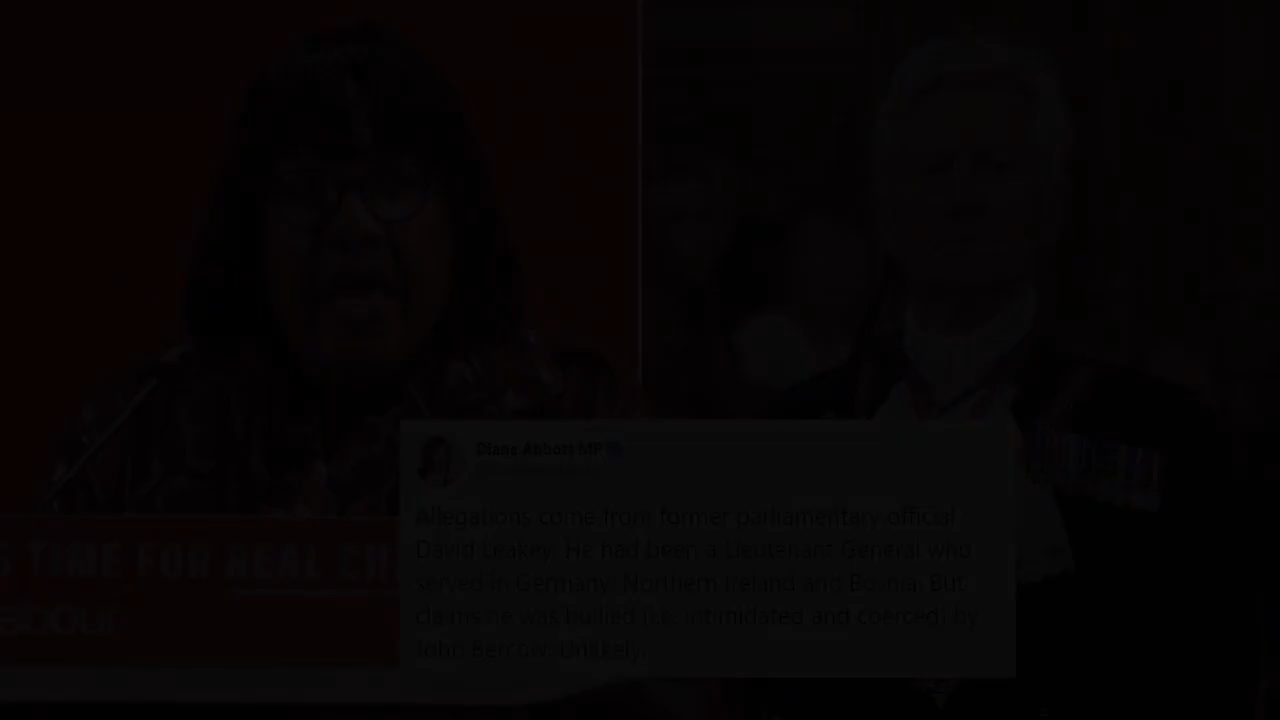 TIME FOR REAL
Diane Abbott MP
Allegations come from former parliamentary official
David Leakey. He had been a Lieutenant General who
served in Germany, Northern Ireland and Bosnia. But
claims he was bullied (i.e. intimidated and coerced) by
John Bercow. Unlikely.